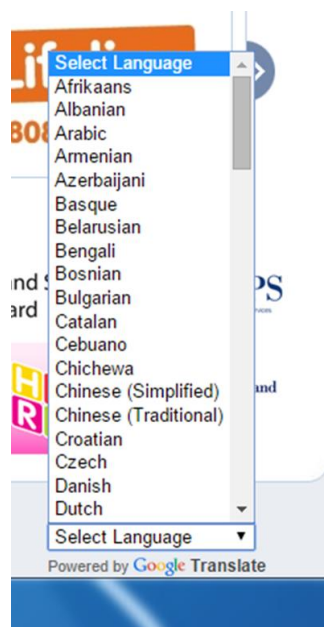 Select Language
Afrikaans
Albanian
Arabic
Armenian
Azerbaijani
Basque
Belarusian
Bengali
Bosnian
Bulgarian
Catalan
Cebuano
Chichewa
Chinese (Simplified)
Chinese (Traditional)
Croatian
Czech
Danish
Dutch
Select Language
Powered by Google Translate